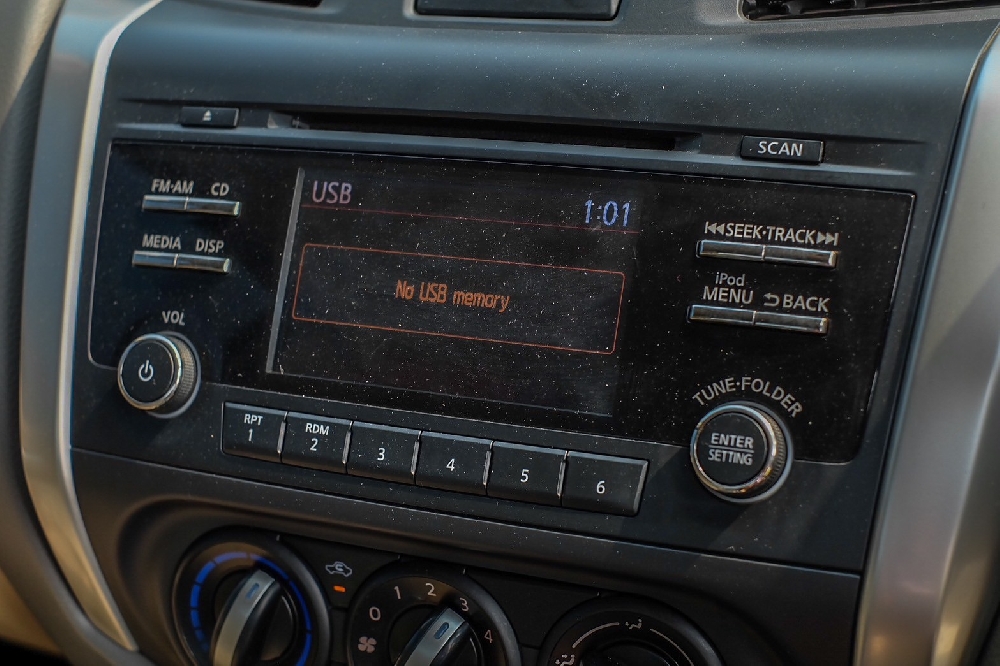 SCAN
FM·AM CD
MEDIA DISP
VOL
USB 1:01
No USB memory
SEEK·TRACK
iPod
MENU BACK
TUNE·FOLDER
ENTER
SETTING
RPT
1
RDM
2
3
4
5
6
0 1 2 3 4